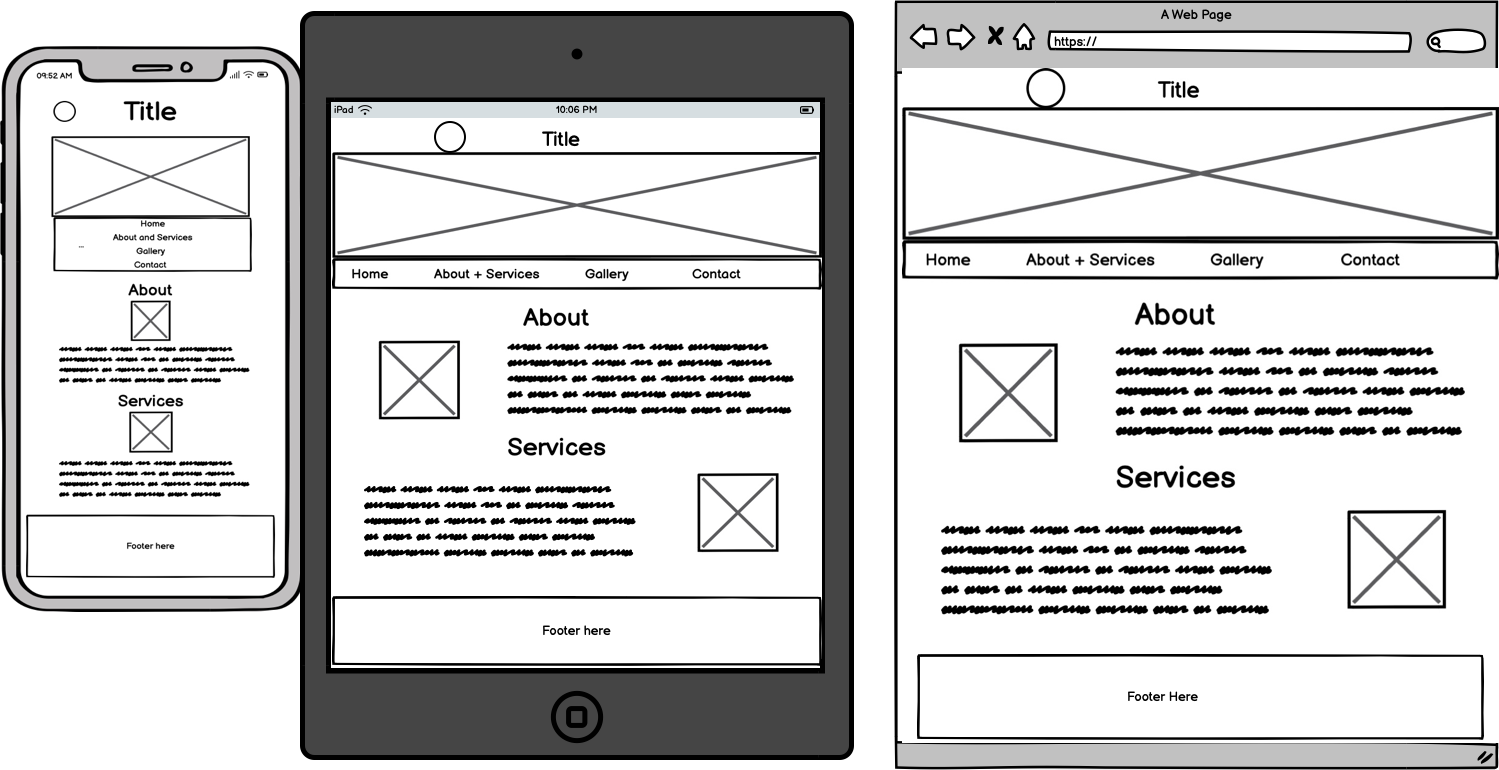 09:52 AM
Title
Home
About and Services
...
Gallery
Contact
About
Services
Footer here
iPad
10:06 PM
Title
Home About + Services Gallery Contact
About
Services
Footer here
A Web Page
https://
Title
Home About + Services Gallery Contact
About
Services
Footer Here